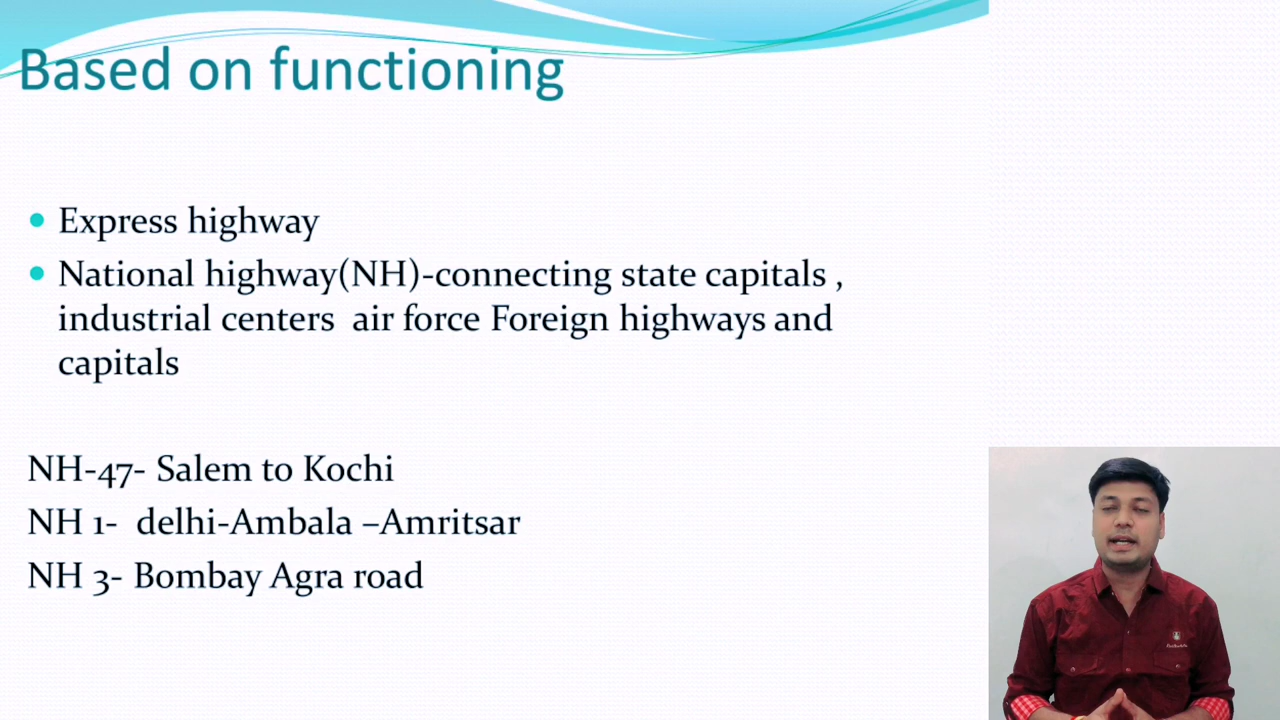 Based on functioning
• Express highway
• National highway(NH)-connecting state capitals ,
industrial centers air force Foreign highways and
capitals
NH-47- Salem to Kochi
NH 1- delhi-Ambala –Amritsar
NH 3- Bombay Agra road